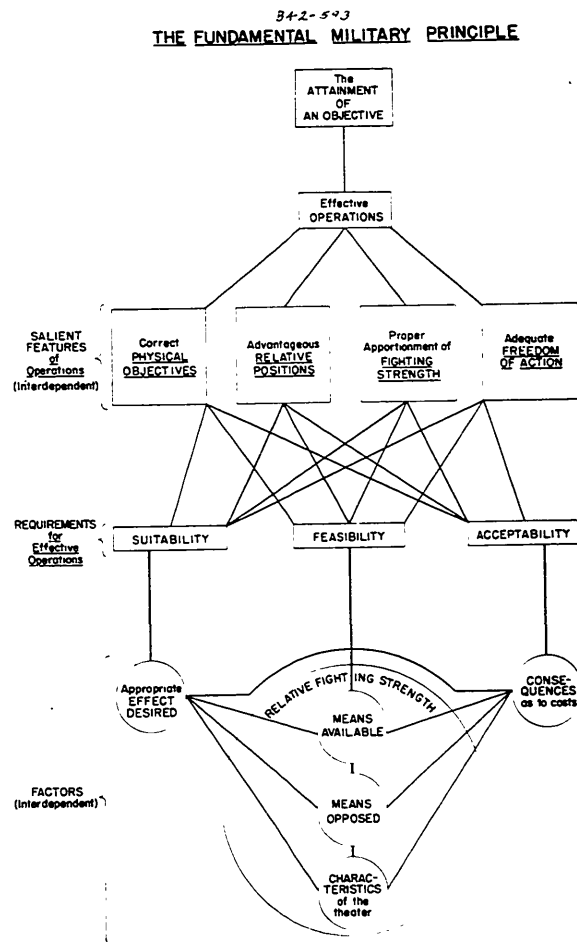 342-593
THE FUNDAMENTAL MILITARY PRINCIPLE
The
ATTAINMENT
OF
AN OBJECTIVE
Effective
OPERATIONS
SALIENT
FEATURES
of
Operations
(Interdependent)
Correct
PHYSICAL
OBJECTIVES
Advantageous
RELATIVE
POSITIONS
Proper
Apportionment of
FIGHTING
STRENGTH
Adequate
FREEDOM
OF ACTION
REQUIREMENTS
for
Effective
Operations
SUITABILITY
FEASIBILITY
ACCEPTABILITY
FACTORS
(Interdependent)
Appropriate
EFFECT
DESIRED
RELATIVE FIGHTING STRENGTH
MEANS
AVAILABLE
I
MEANS
OPPOSED
I
CHARAC-
TERISTICS
of the
theater
CONSE-
QUENCES
as to costs